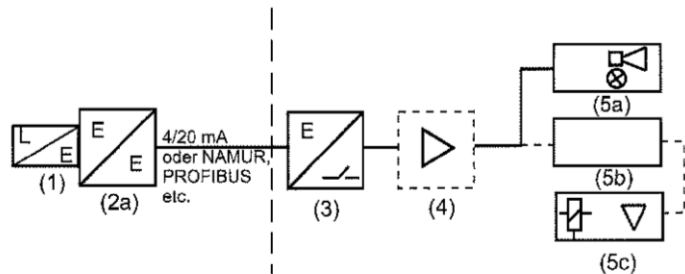 L
E
(1)
E
E
(2a)
4/20 mA
oder NAMUR,
PROFIBUS
etc.
E
(3)
(4)
(5a)
(5b)
(5c)